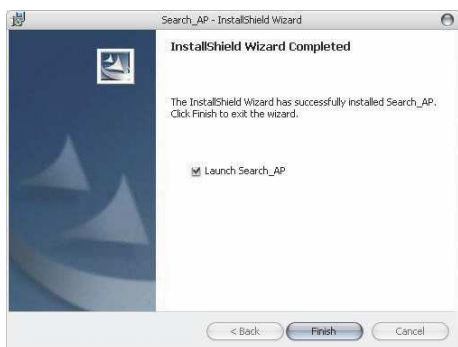 Search_AP - InstallShield Wizard
InstallShield Wizard Completed
The InstallShield Wizard has successfully installed Search_AP.
Click Finish to exit the wizard.
Launch Search_AP
< Back
Finish
Cancel